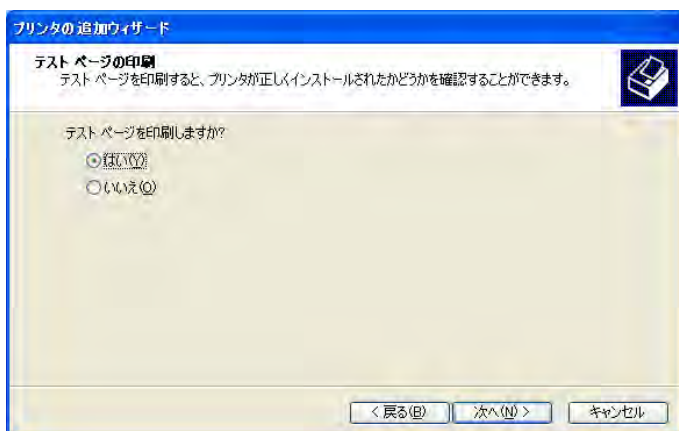 プリンタの追加ウィザード
テスト ページの印刷
テスト ページを印刷すると、プリンタが正しくインストールされたかどうかを確認することができます。
テスト ページを印刷しますか?
はい(Y)
いいえ(O)
< 戻る(B) 次へ(N) > キャンセル